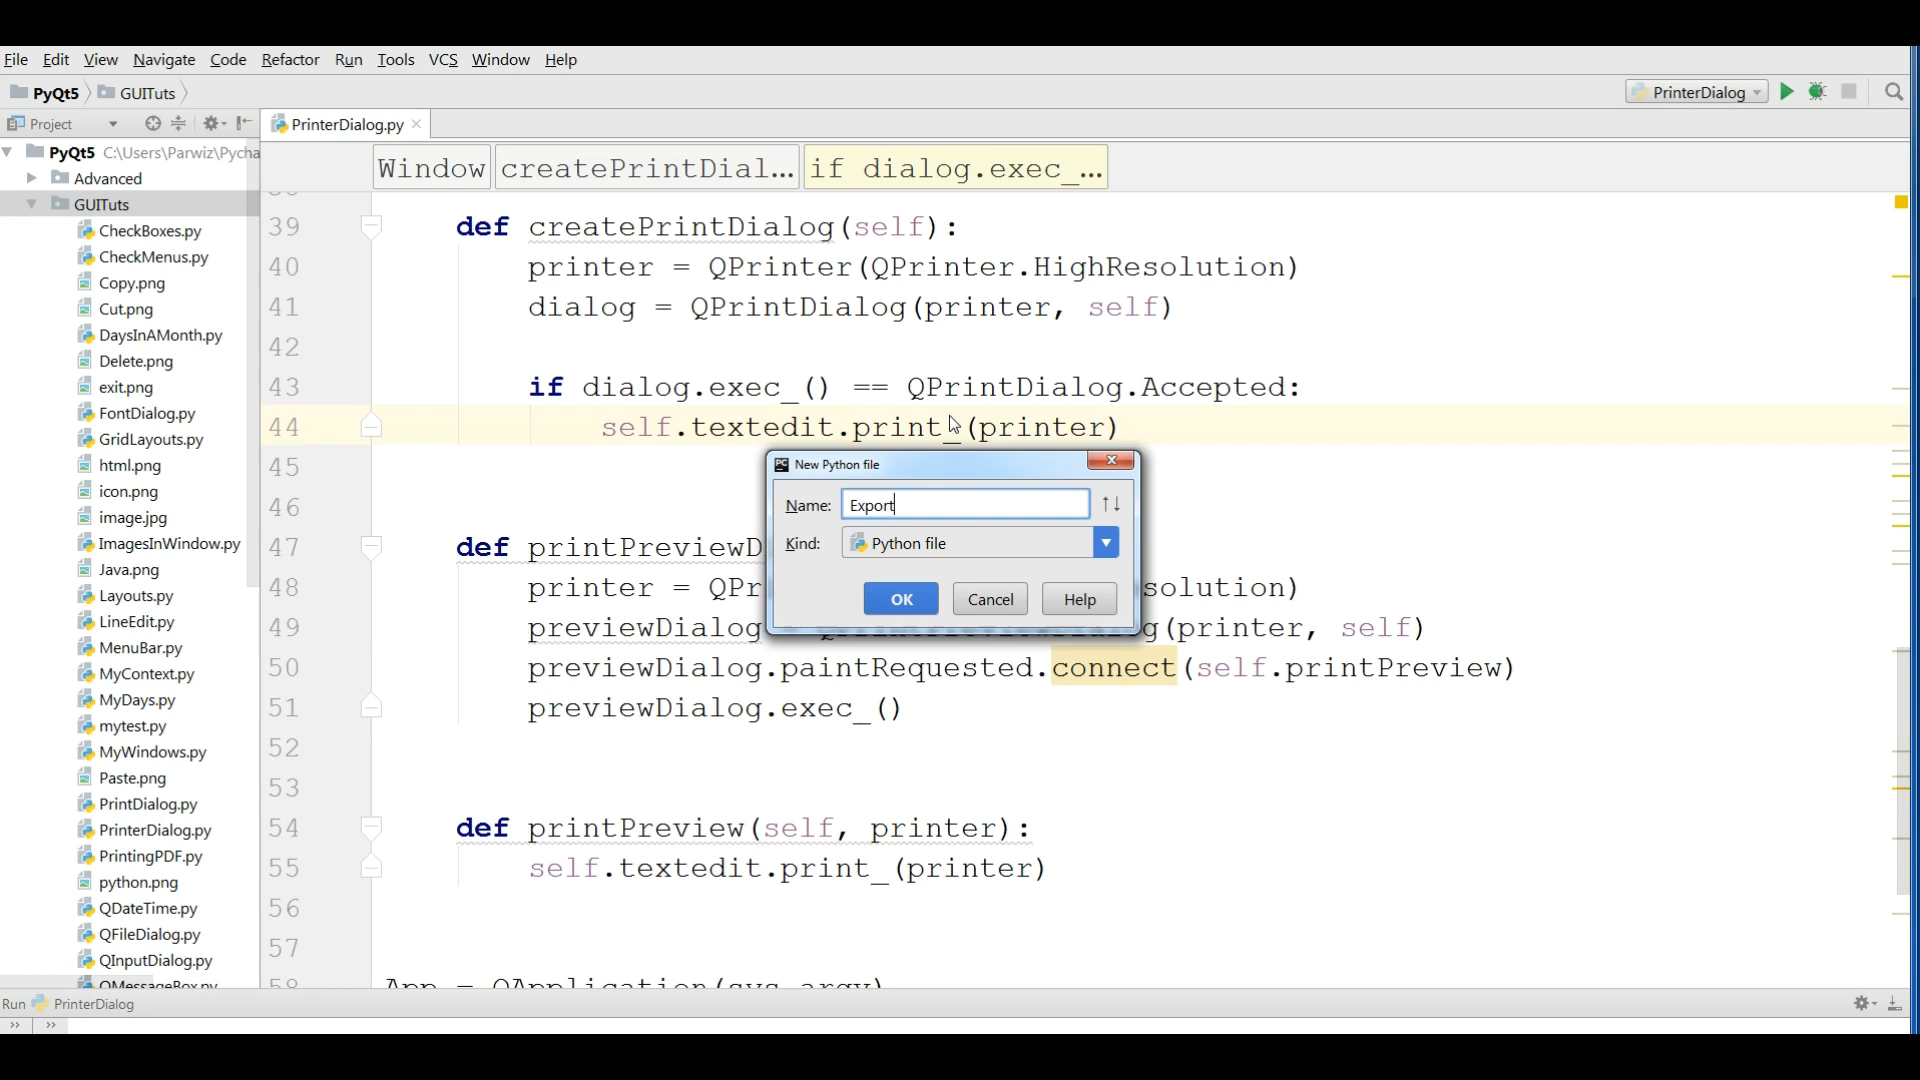 File Edit View Navigate Code Refactor Run Tools VCS Window Help
PyQt5 GUITuts PrinterDialog
Project PrinterDialog.py
PyQt5 C:\Users\Parwiz\Pycha
Advanced
GUITuts
CheckBoxes.py
CheckMenus.py
Copy.png
Cut.png
DaysInAMonth.py
Delete.png
exit.png
FontDialog.py
GridLayouts.py
html.png
icon.png
image.jpg
ImagesInWindow.py
Java.png
Layouts.py
LineEdit.py
MenuBar.py
MyContext.py
MyDays.py
mytest.py
MyWindows.py
Paste.png
PrintDialog.py
PrinterDialog.py
PrintingPDF.py
python.png
QDateTime.py
QFileDialog.py
QInputDialog.py
QMessageBox.py
Window createPrintDial... if dialog.exec_...
39 def createPrintDialog(self):
40 printer = QPrinter(QPrinter.HighResolution)
41 dialog = QPrintDialog(printer, self)
42
43 if dialog.exec_() == QPrintDialog.Accepted:
44 self.textedit.print_(printer)
45
46
47 def printPreviewD
48 printer = QPr solution)
49 previewDialog g(printer, self)
50 previewDialog.paintRequested.connect(self.printPreview)
51 previewDialog.exec_()
52
53
54 def printPreview(self, printer):
55 self.textedit.print_(printer)
56
57
58 App = QApplication(sys.argv)
New Python file
Name: Export
Kind: Python file
OK Cancel Help
Run PrinterDialog